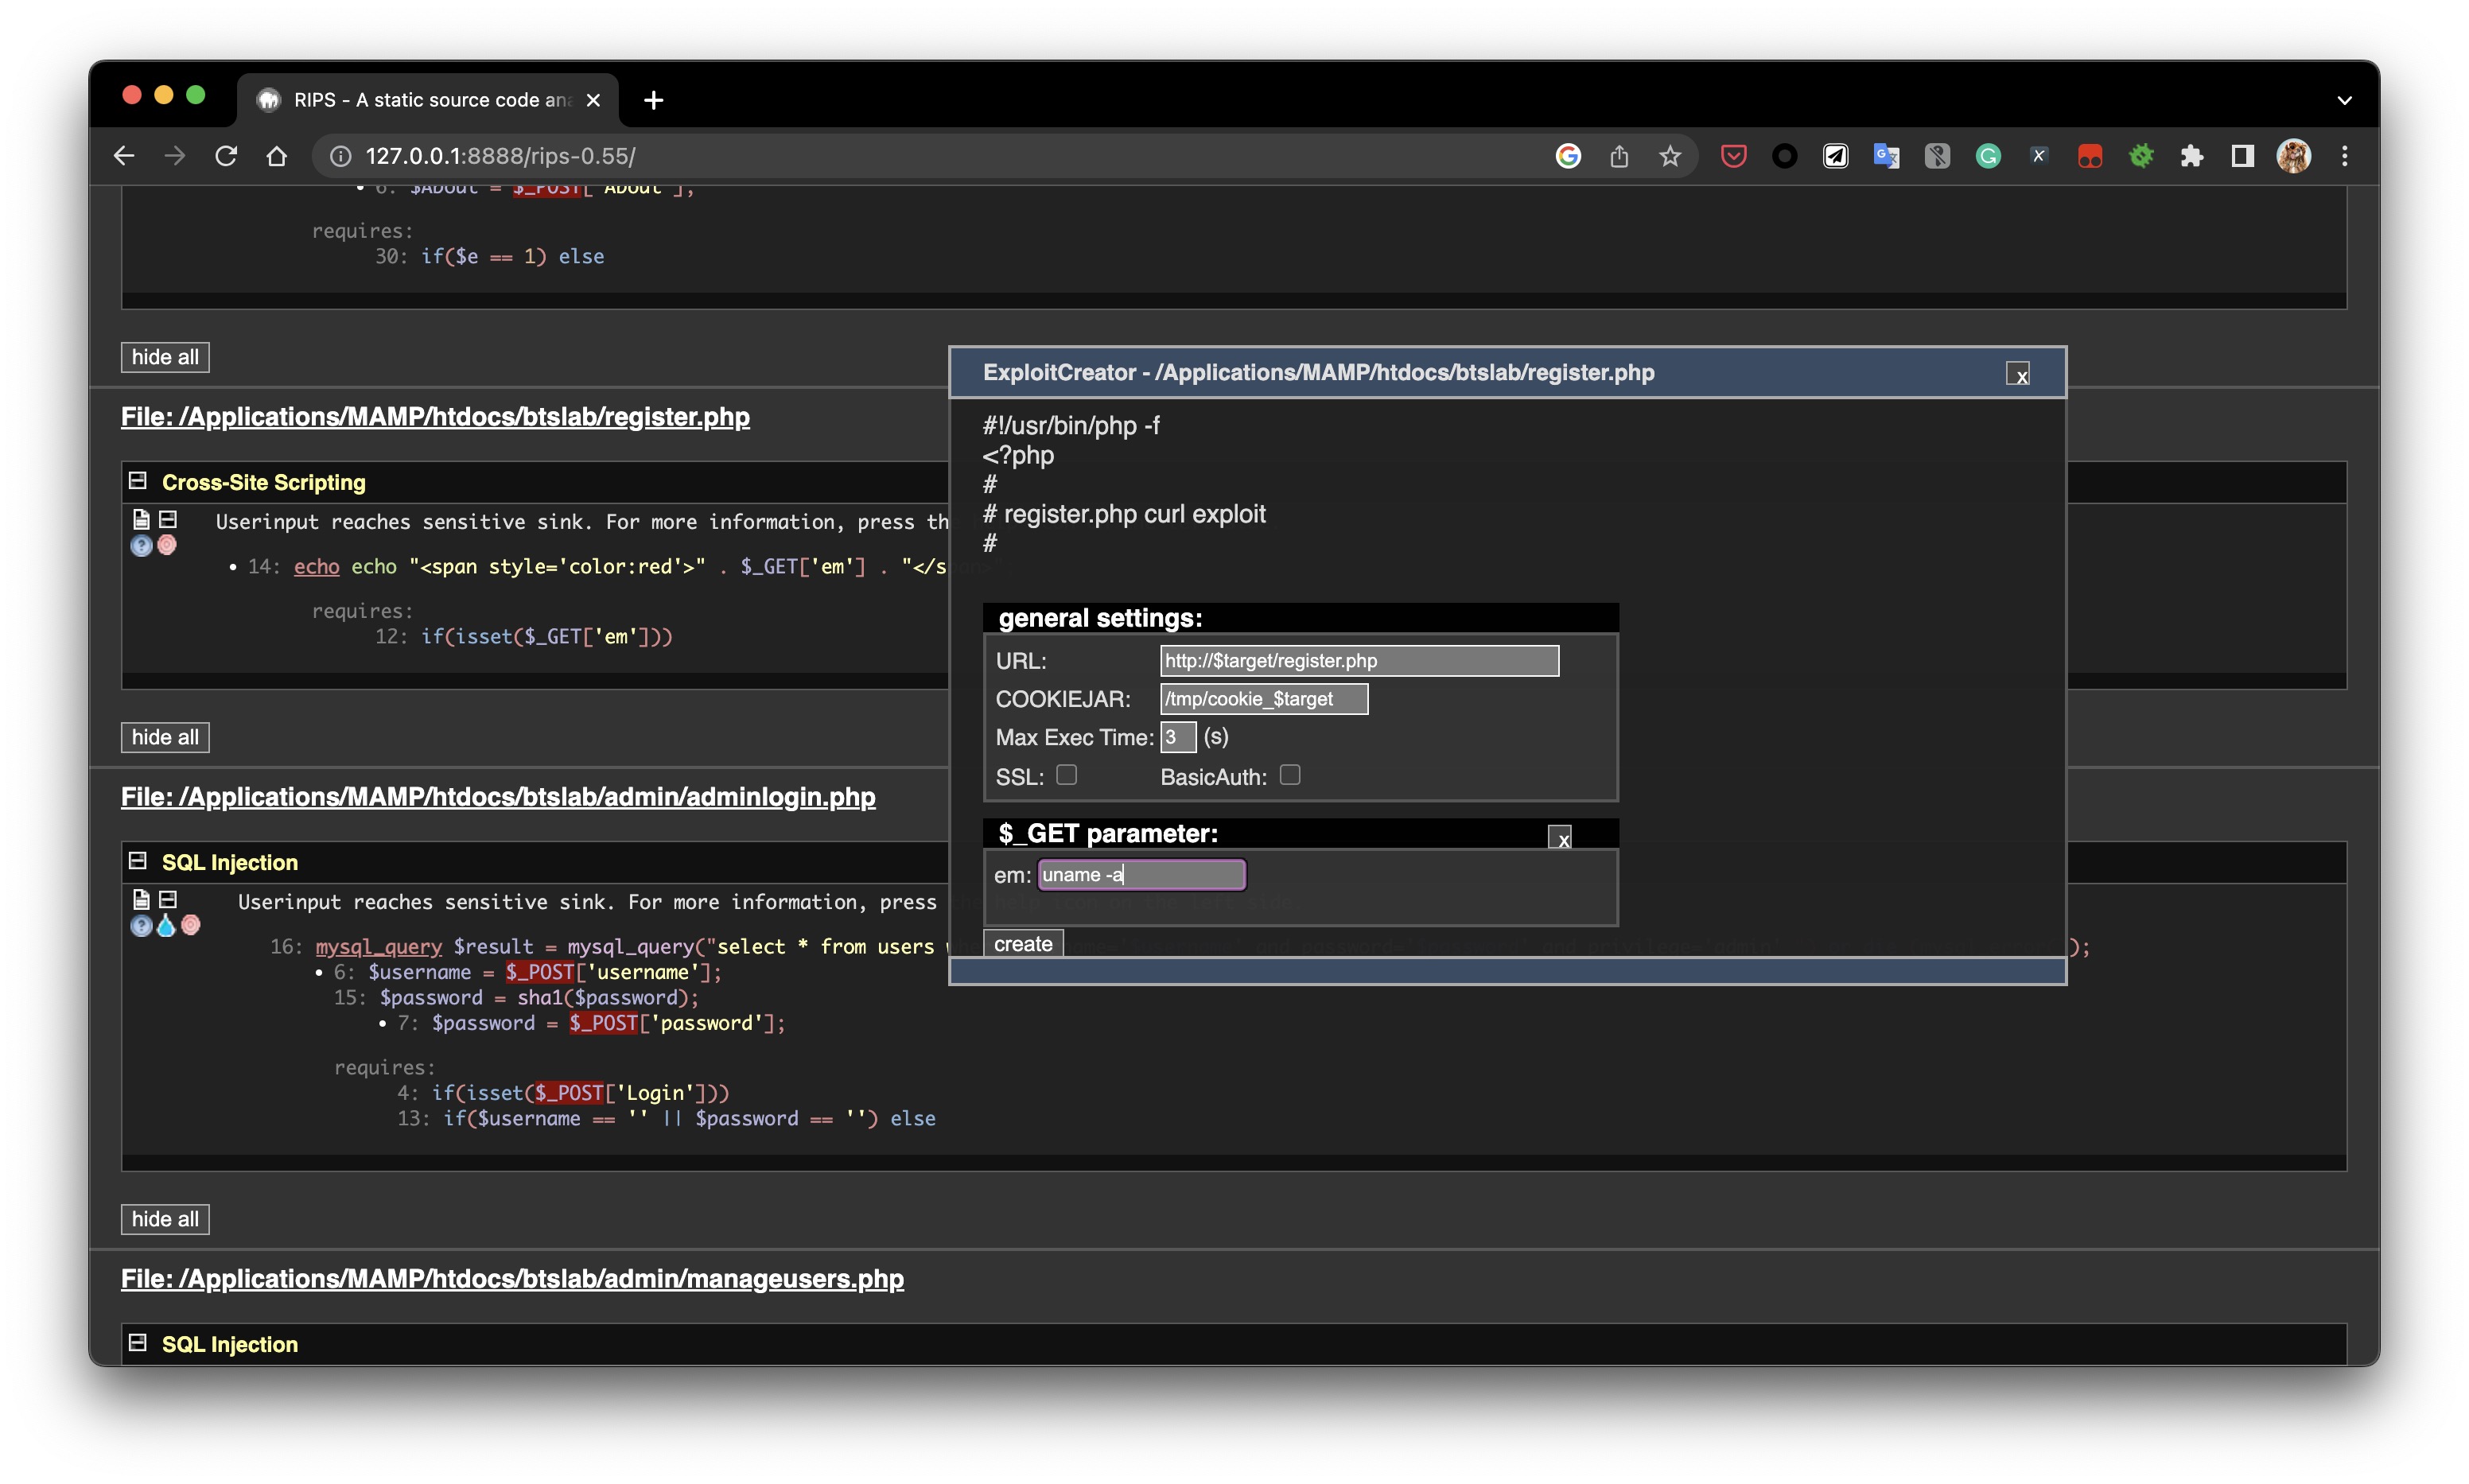 RIPS - A static source code ana
127.0.0.1:8888/rips-0.55/
6: $About = $_POST['About'];
requires:
30: if($e == 1) else
hide all
File: /Applications/MAMP/htdocs/btslab/register.php
Cross-Site Scripting
Userinput reaches sensitive sink. For more information, press th
14: echo echo "<span style='color:red'>" . $_GET['em'] . "</s
requires:
12: if(isset($_GET['em']))
hide all
File: /Applications/MAMP/htdocs/btslab/admin/adminlogin.php
SQL Injection
Userinput reaches sensitive sink. For more information, press
16: mysql_query $result = mysql_query("select * from users );
6: $username = $_POST['username'];
15: $password = sha1($password);
7: $password = $_POST['password'];
requires:
4: if(isset($_POST['Login']))
13: if($username == '' || $password == '') else
hide all
File: /Applications/MAMP/htdocs/btslab/admin/manageusers.php
SQL Injection
ExploitCreator - /Applications/MAMP/htdocs/btslab/register.php
x
#!/usr/bin/php -f
<?php
#
# register.php curl exploit
#
general settings:
URL: http://$target/register.php
COOKIEJAR: /tmp/cookie_$target
Max Exec Time: 3 (s)
SSL: BasicAuth:
$_GET parameter: x
em: uname -a
create